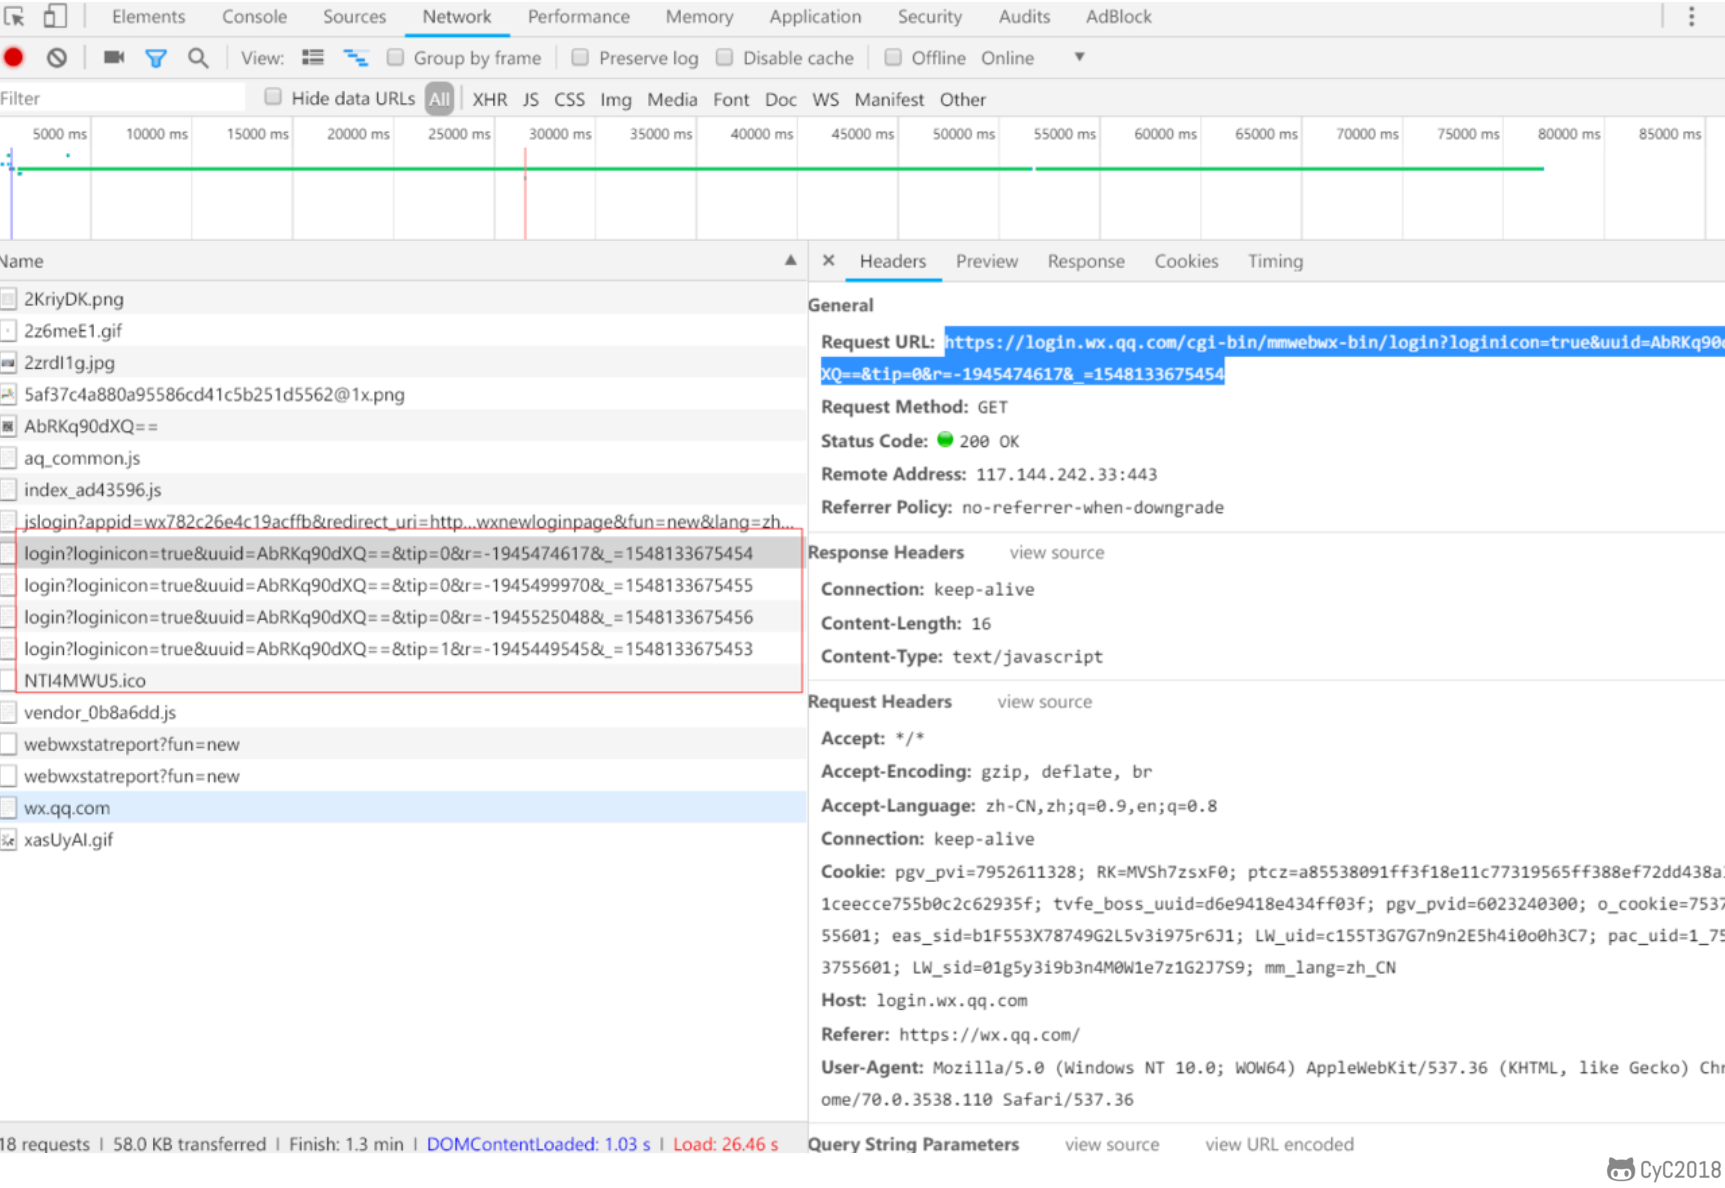 Elements Console Sources Network Performance Memory Application Security Audits AdBlock
View: Group by frame Preserve log Disable cache Offline Online
Filter Hide data URLs All XHR JS CSS Img Media Font Doc WS Manifest Other
5000 ms 10000 ms 15000 ms 20000 ms 25000 ms 30000 ms 35000 ms 40000 ms 45000 ms 50000 ms 55000 ms 60000 ms 65000 ms 70000 ms 75000 ms 80000 ms 85000 ms
Name
2KriyDK.png
2z6meE1.gif
2zrdI1g.jpg
5af37c4a880a95586cd41c5b251d5562@1x.png
AbRKq90dXQ==
aq_common.js
index_ad43596.js
jslogin?appid=wx782c26e4c19acffb&redirect_uri=http...wxnewloginpage&fun=new&lang=zh...
login?loginicon=true&uuid=AbRKq90dXQ==&tip=0&r=-1945474617&_=1548133675454
login?loginicon=true&uuid=AbRKq90dXQ==&tip=0&r=-1945499970&_=1548133675455
login?loginicon=true&uuid=AbRKq90dXQ==&tip=0&r=-1945525048&_=1548133675456
login?loginicon=true&uuid=AbRKq90dXQ==&tip=1&r=-1945449545&_=1548133675453
NTI4MWU5.ico
vendor_0b8a6dd.js
webwxstatreport?fun=new
webwxstatreport?fun=new
wx.qq.com
xasUyAI.gif
18 requests | 58.0 KB transferred | Finish: 1.3 min | DOMContentLoaded: 1.03 s | Load: 26.46 s
Headers Preview Response Cookies Timing
General
Request URL: https://login.wx.qq.com/cgi-bin/mmwebwx-bin/login?loginicon=true&uuid=AbRKq90d
XQ==&tip=0&r=-1945474617&_=1548133675454
Request Method: GET
Status Code: 200 OK
Remote Address: 117.144.242.33:443
Referrer Policy: no-referrer-when-downgrade
Response Headers view source
Connection: keep-alive
Content-Length: 16
Content-Type: text/javascript
Request Headers view source
Accept: */*
Accept-Encoding: gzip, deflate, br
Accept-Language: zh-CN,zh;q=0.9,en;q=0.8
Connection: keep-alive
Cookie: pgv_pvi=7952611328; RK=MVSh7zsxF0; ptcz=a85538091ff3f18e11c77319565ff388ef72dd438a
1ceecce755b0c2c62935f; tvfe_boss_uuid=d6e9418e434ff03f; pgv_pvid=6023240300; o_cookie=7537
55601; eas_sid=b1F553X78749G2L5v3i975r6J1; LW_uid=c155T3G7G7n9n2E5h4i0o0h3C7; pac_uid=1_75
3755601; LW_sid=01g5y3i9b3n4M0W1e7z1G2J7S9; mm_lang=zh_CN
Host: login.wx.qq.com
Referer: https://wx.qq.com/
User-Agent: Mozilla/5.0 (Windows NT 10.0; WOW64) AppleWebKit/537.36 (KHTML, like Gecko) Chr
ome/70.0.3538.110 Safari/537.36
Query String Parameters view source view URL encoded
CyC2018